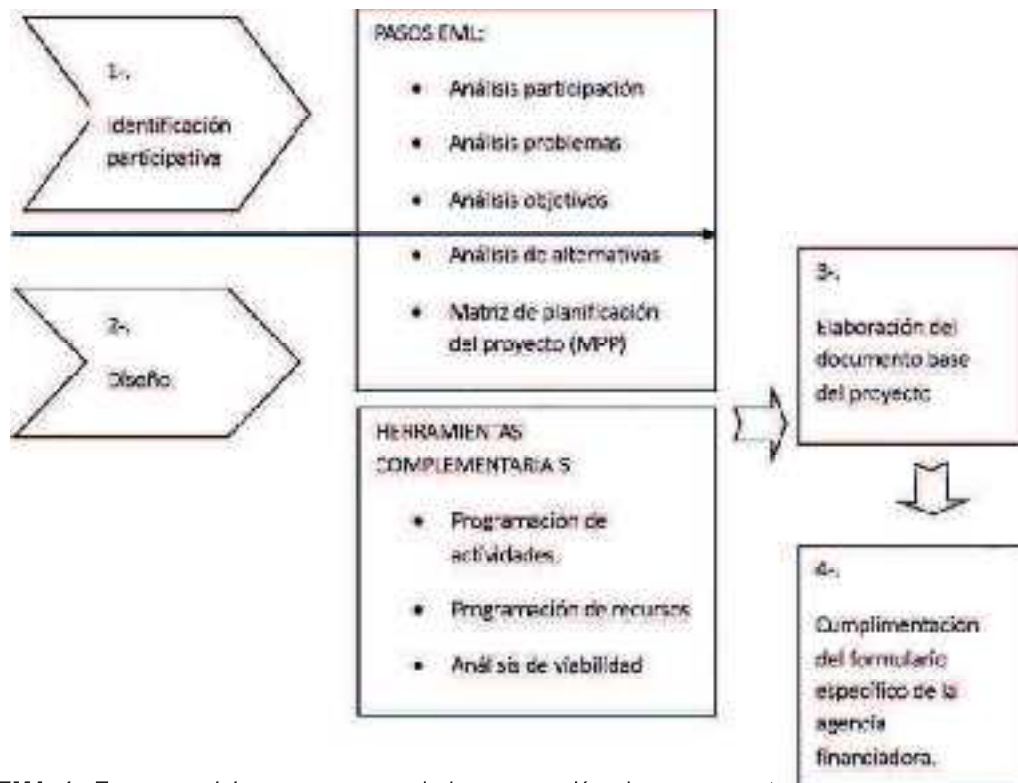 1-.
Identificación
participativa
PASOS EML:
• Análisis participación
• Análisis problemas
• Análisis objetivos
• Análisis de alternativas
• Matriz de planificación
del proyecto (MPP)
2-.
Diseño.
HERRAMIENTAS
COMPLEMENTARIAS
• Programación de
actividades.
• Programación de recursos
• Análisis de viabilidad
3-.
Elaboración del
documento base
del proyecto
4-.
Cumplimentación
del formulario
específico de la
agencia
financiadora.